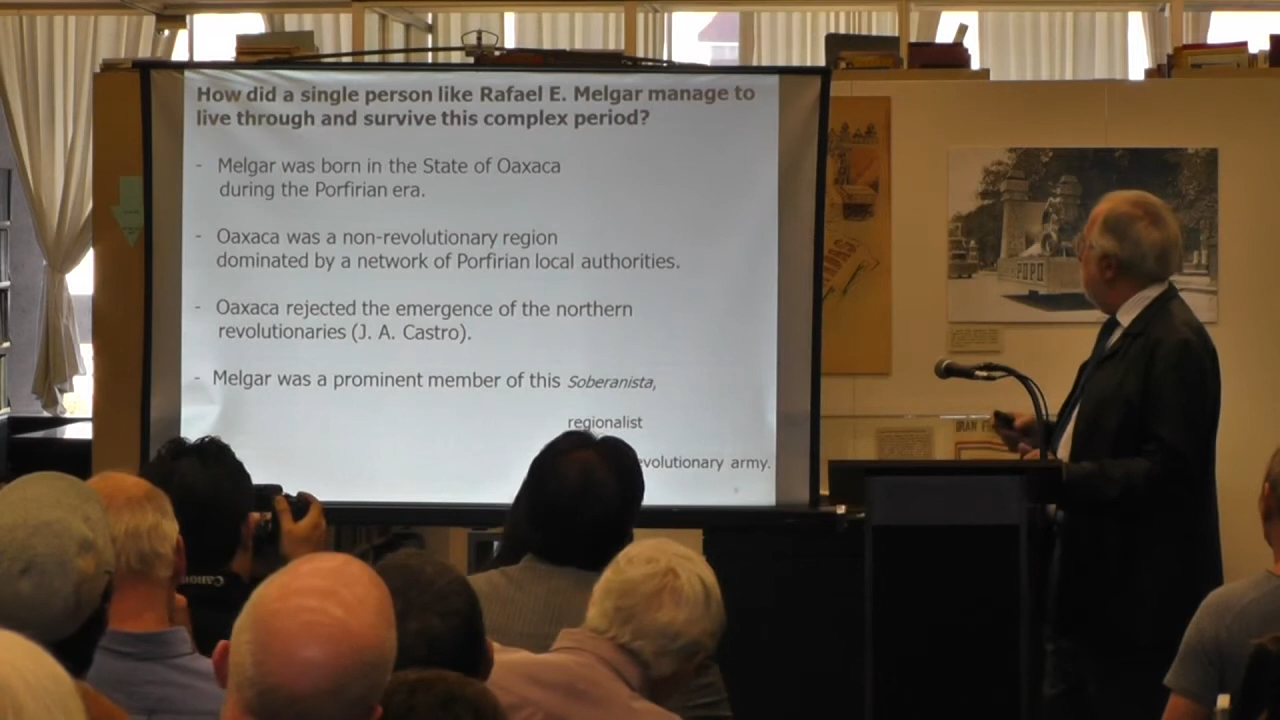 How did a single person like Rafael E. Melgar manage to
live through and survive this complex period?
- Melgar was born in the State of Oaxaca
during the Porfirian era.
- Oaxaca was a non-revolutionary region
dominated by a network of Porfirian local authorities.
- Oaxaca rejected the emergence of the northern
revolutionaries (J. A. Castro).
- Melgar was a prominent member of this Soberanista,
regionalist
evolutionary army.
POPO
Canon